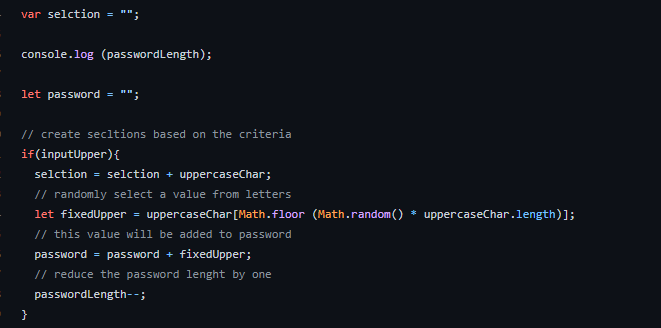 var selction = "";
console.log (passwordLength);
let password = "";
// create secltions based on the criteria
if(inputUpper){
selction = selction + uppercaseChar;
// randomly select a value from letters
let fixedUpper = uppercaseChar[Math.floor (Math.random() * uppercaseChar.length)];
// this value will be added to password
password = password + fixedUpper;
// reduce the password lenght by one
passwordLength--;
}